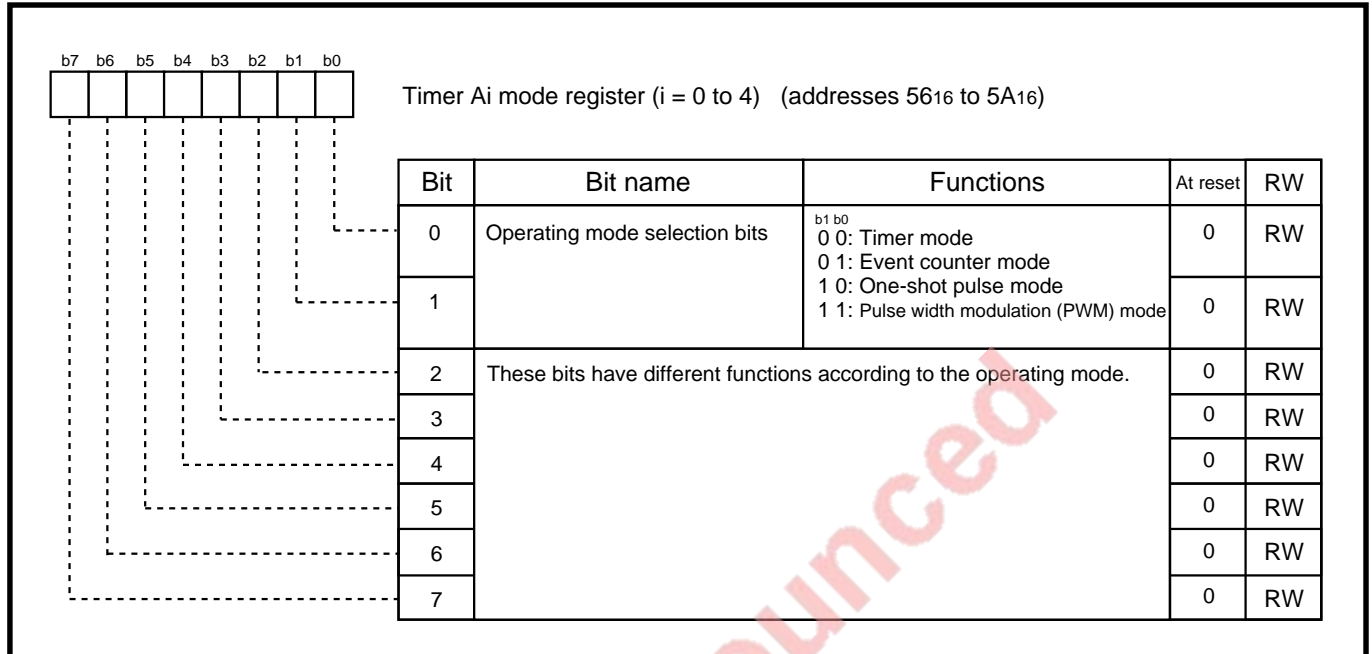 b7 b6 b5 b4 b3 b2 b1 b0
Timer Ai mode register (i = 0 to 4) (addresses 5616 to 5A16)
Bit Bit name Functions At reset RW
b1 b0
0 Operating mode selection bits 0 0: Timer mode 0 RW
0 1: Event counter mode
1 0: One-shot pulse mode
1 1 1: Pulse width modulation (PWM) mode 0 RW
2 These bits have different functions according to the operating mode. 0 RW
3 0 RW
4 0 RW
5 0 RW
6 0 RW
7 0 RW
ounced